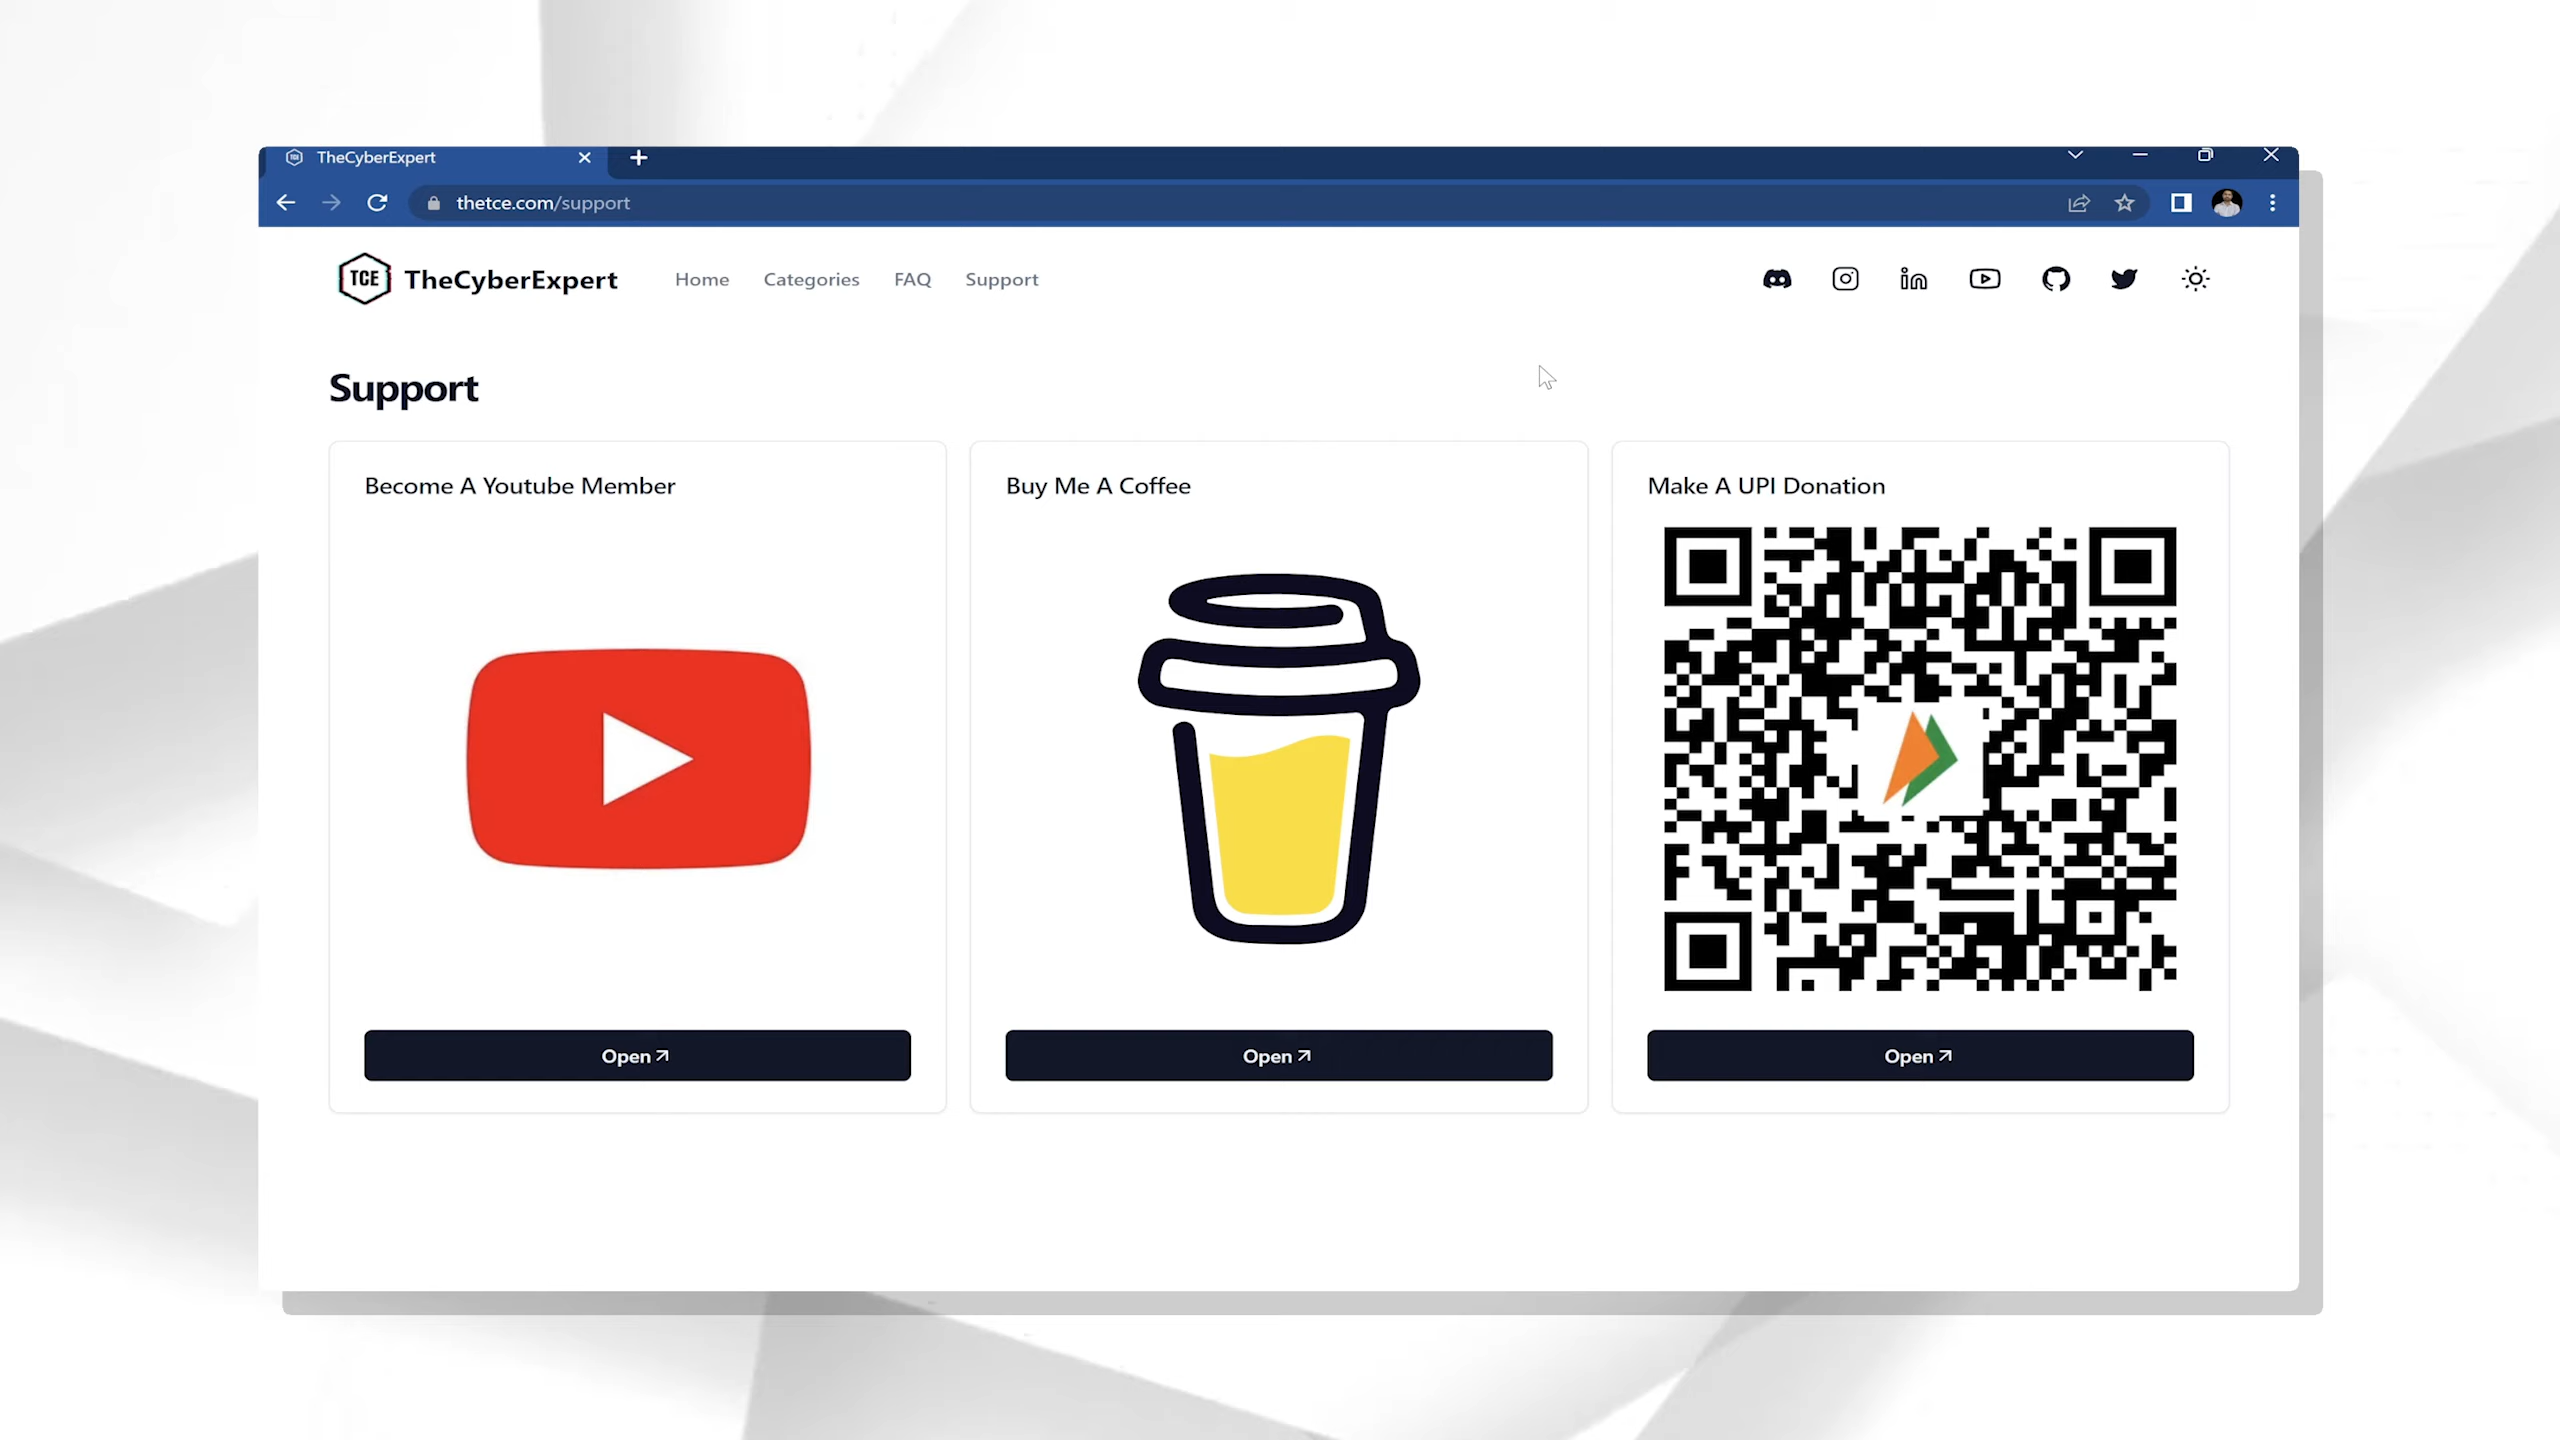 TheCyberExpert
thetce.com/support
TCE TheCyberExpert Home Categories FAQ Support
Support
Become A Youtube Member
Buy Me A Coffee
Make A UPI Donation
Open
Open
Open